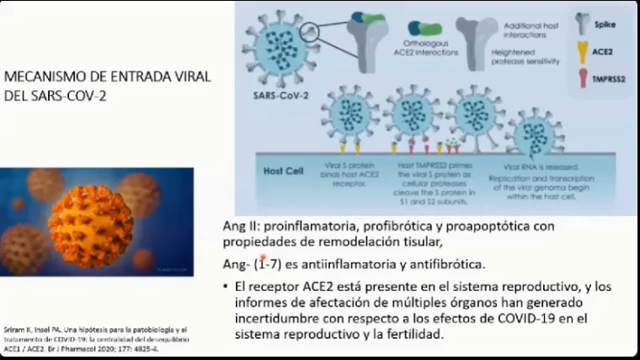 MECANISMO DE ENTRADA VIRAL
DEL SARS-COV-2
SARS-CoV-2
Orthologous
ACE2 interactions
Additional host
interactions
Heightened
protease sensitivity
Spike
ACE2
TMPRSS2
Host Cell
Viral S protein
binds host ACE2
receptor.
Host TMPRSS2 primes
the viral S protein as
cellular proteases
cleave the S protein in
S1 and S2 subunits.
Viral RNA is released.
Replication and transcription
of the viral genome begin
within the host cell.
Ang II: proinflamatoria, profibrótica y proapoptótica con
propiedades de remodelación tisular,
Ang- (1-7) es antiinflamatoria y antifibrótica.
• El receptor ACE2 está presente en el sistema reproductivo, y los
informes de afectación de múltiples órganos han generado
incertidumbre con respecto a los efectos de COVID-19 en el
sistema reproductivo y la fertilidad.
Sriram K, Insel PA. Una hipótesis para la patobiología y el
tratamiento de COVID-19: la centralidad del desequilibrio
ACE1 / ACE2. Br J Pharmacol 2020; 177: 4825-4.